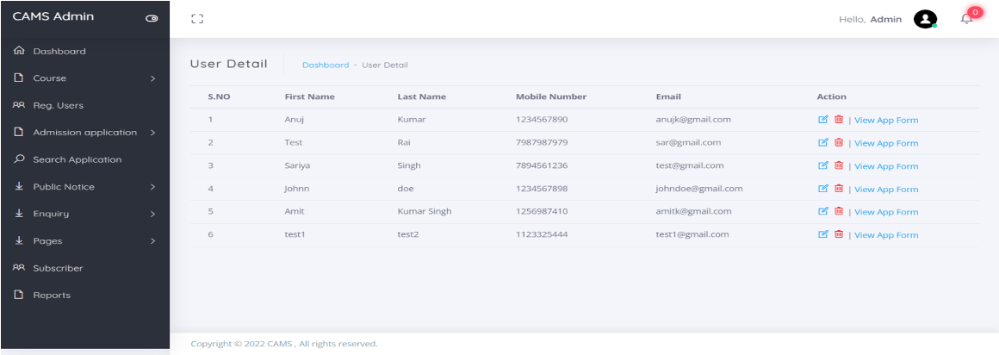 CAMS Admin
Dashboard
Course
Reg. Users
Admission application
Search Application
Public Notice
Enquiry
Pages
Subscriber
Reports
Hello, Admin
0
User Detail
Dashboard - User Detail
S.NO First Name Last Name Mobile Number Email Action
1 Anuj Kumar 1234567890 anujk@gmail.com | View App Form
2 Test Rai 7987987979 sar@gmail.com | View App Form
3 Sariya Singh 7894561236 test@gmail.com | View App Form
4 Johnn doe 1234567898 johndoe@gmail.com | View App Form
5 Amit Kumar Singh 1256987410 amitk@gmail.com | View App Form
6 test1 test2 1123325444 test1@gmail.com | View App Form
Copyright © 2022 CAMS , All rights reserved.